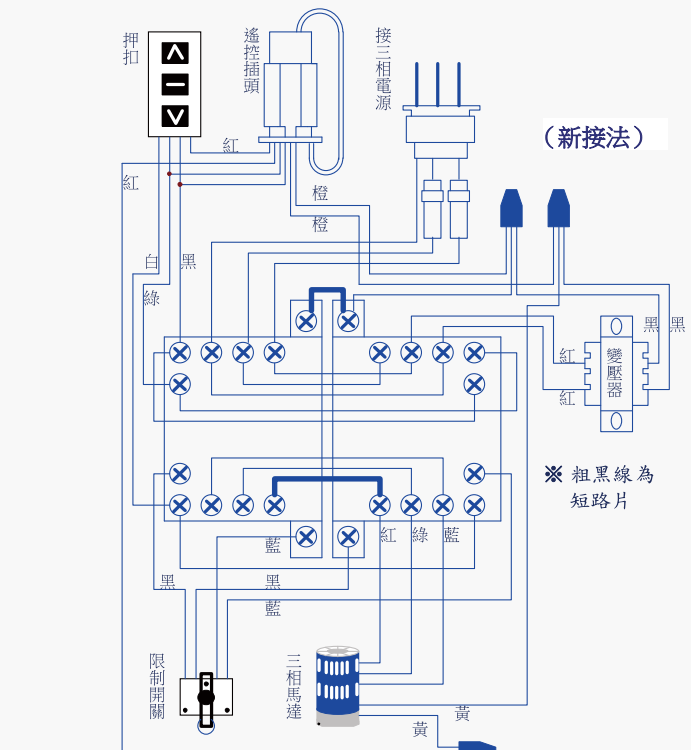 押扣
遙控插頭
接三相電源
（新接法）
紅
紅
橙
橙
白
黑
綠
黑
黑
紅
紅
變壓器
※ 粗黑線為
短路片
紅
綠
藍
藍
黑
黑
藍
限制開關
三相馬達
黃
黃